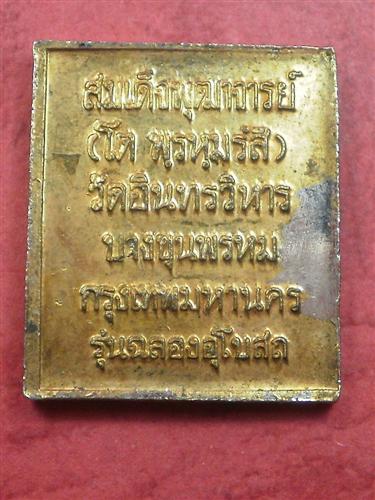 สมเด็จพุฒาจารย์
(โต พฺรหฺมรํสี)
วัดอินทรวิหาร
บางขุนพรหม
กรุงเทพมหานคร
รุ่นฉลองอุโบสถ